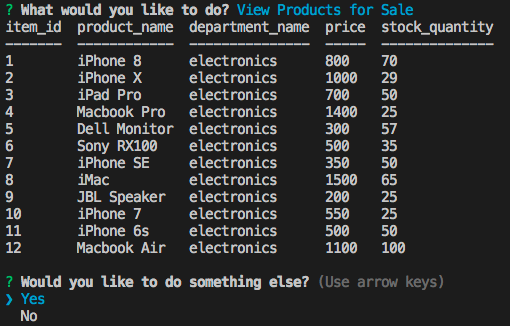 ? What would you like to do? View Products for Sale
item_id  product_name  department_name  price  stock_quantity
-------  ------------  ---------------  -----  --------------
1        iPhone 8      electronics      800    70
2        iPhone X      electronics      1000   29
3        iPad Pro      electronics      700    50
4        Macbook Pro   electronics      1400   25
5        Dell Monitor  electronics      300    57
6        Sony RX100    electronics      500    35
7        iPhone SE     electronics      350    50
8        iMac          electronics      1500   65
9        JBL Speaker   electronics      200    25
10       iPhone 7      electronics      550    25
11       iPhone 6s     electronics      500    50
12       Macbook Air   electronics      1100   100
? Would you like to do something else? (Use arrow keys)
❯ Yes
  No